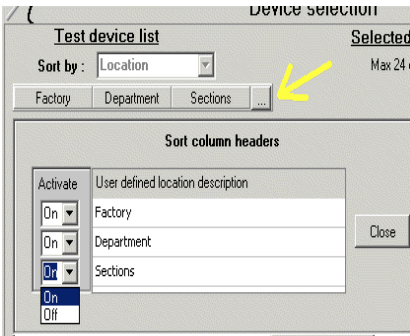 Device selection
Test device list
Selected
Sort by :
Location
Max 24
Factory
Department
Sections
...
Sort column headers
Activate
User defined location description
On
Factory
On
Department
Close
On
Sections
On
Off